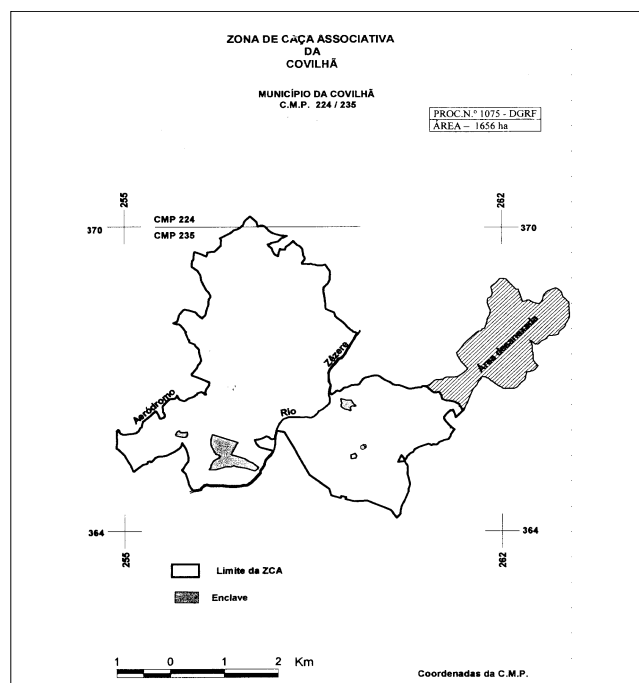 ZONA DE CAÇA ASSOCIATIVA
DA
COVILHÃ
MUNICÍPIO DA COVILHÃ
C.M.P. 224 / 235
PROC.N.º 1075 - DGRF
ÁREA – 1656 ha
255
262
370
CMP 224
CMP 235
370
Área desanexada
Zêzere
Aeródromo
Rio
364
364
255
262
Limite da ZCA
Enclave
1 0 1 2 Km
Coordenadas da C.M.P.